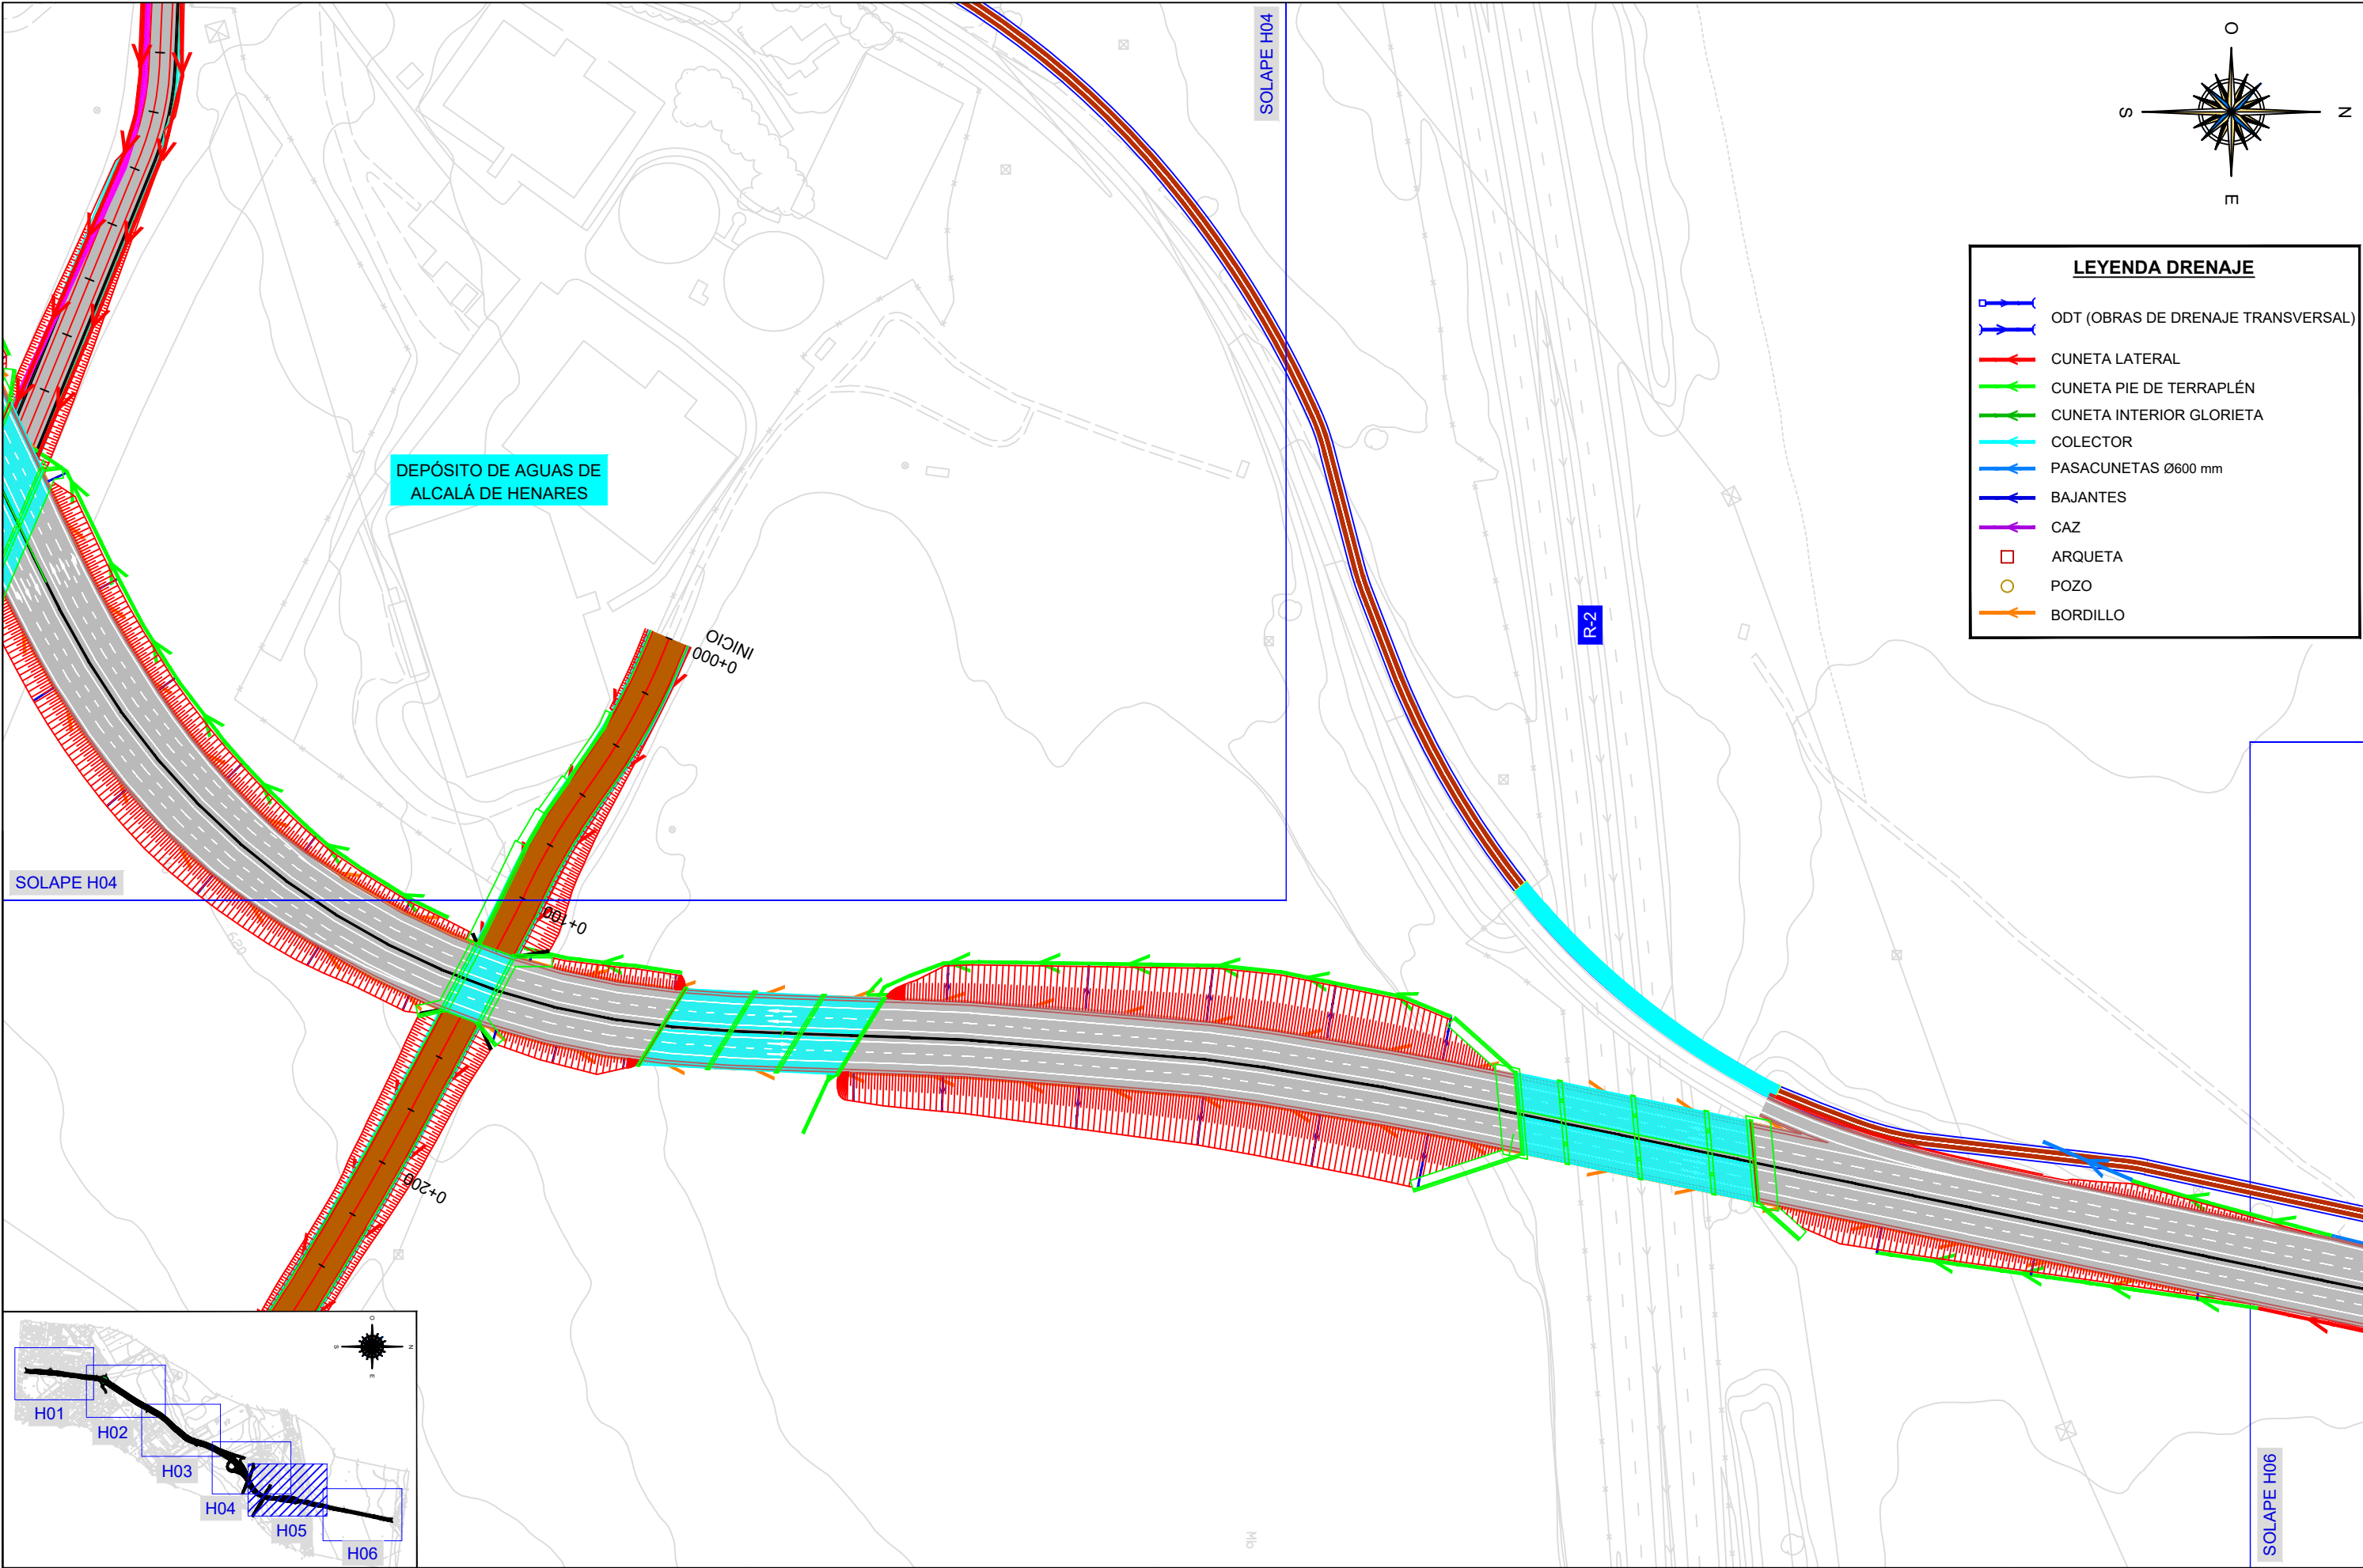 SOLAPE H04
O
S
N
E
LEYENDA DRENAJE
ODT (OBRAS DE DRENAJE TRANSVERSAL)
CUNETA LATERAL
CUNETA PIE DE TERRAPLÉN
CUNETA INTERIOR GLORIETA
COLECTOR
PASACUNETAS Ø600 mm
BAJANTES
CAZ
ARQUETA
POZO
BORDILLO
DEPÓSITO DE AGUAS DE
ALCALÁ DE HENARES
R-2
INICIO
0+000
SOLAPE H04
0+100
620
0+200
O
S
N
E
H01
H02
H03
H04
H05
H06
SOLAPE H06